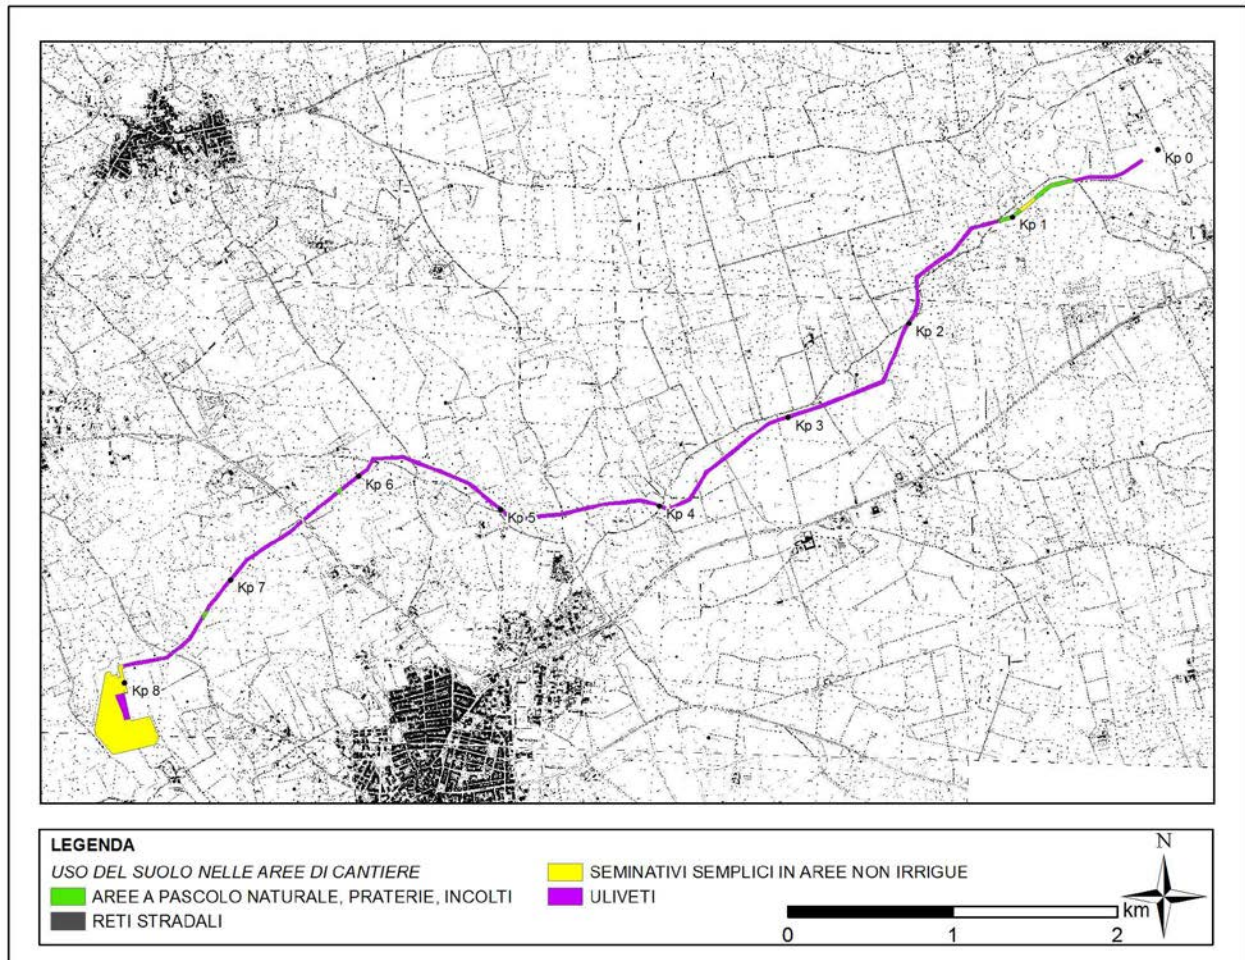 Kp 0
Kp 1
Kp 2
Kp 3
Kp 4
Kp 5
Kp 6
Kp 7
Kp 8
LEGENDA
USO DEL SUOLO NELLE AREE DI CANTIERE
AREE A PASCOLO NATURALE, PRATERIE, INCOLTI
RETI STRADALI
SEMINATIVI SEMPLICI IN AREE NON IRRIGUE
ULIVETI
N
km
0 1 2